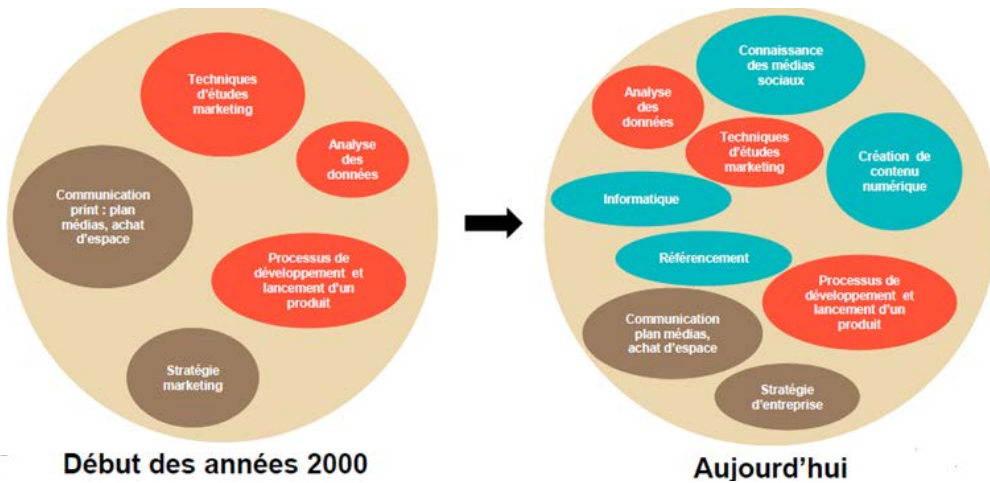 Techniques
d'études
marketing
Analyse
des
données
Communication
print : plan
médias, achat
d'espace
Processus de
développement et
lancement d'un
produit
Stratégie
marketing
Début des années 2000
Connaissance
des médias
sociaux
Analyse
des
données
Techniques
d'études
marketing
Création de
contenu
numérique
Informatique
Référencement
Processus de
développement et
lancement d'un
produit
Communication
plan médias,
achat d'espace
Stratégie
d'entreprise
Aujourd'hui